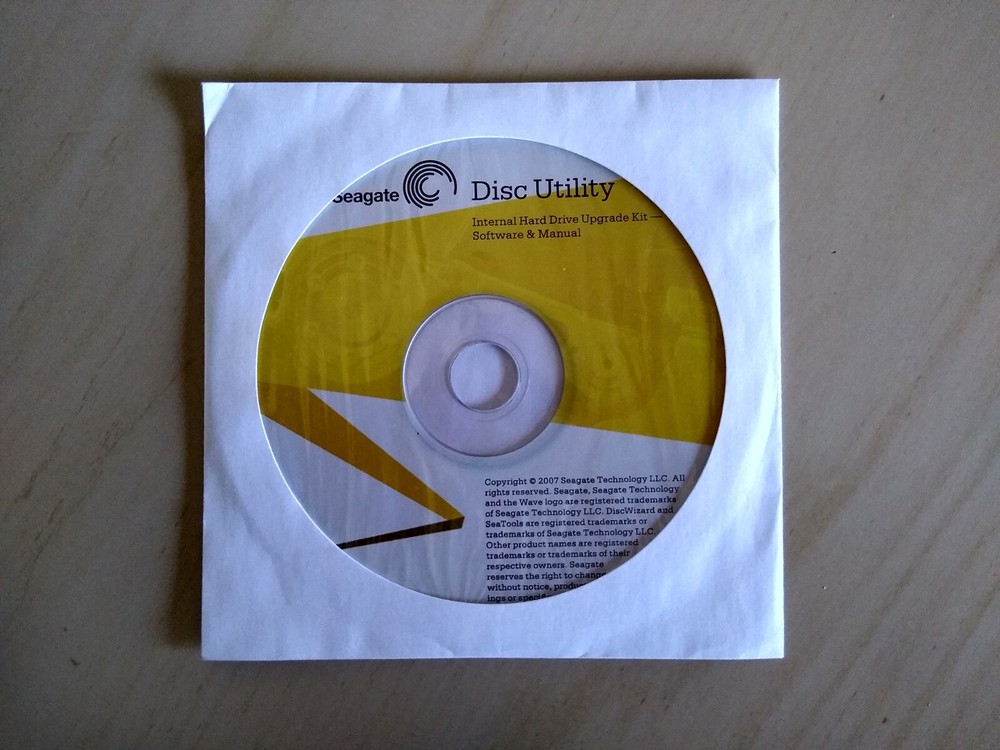 Seagate
Disc Utility
Internal Hard Drive Upgrade Kit —
Software & Manual
Copyright © 2007 Seagate Technology LLC. All
rights reserved. Seagate, Seagate Technology
and the Wave logo are registered trademarks
of Seagate Technology LLC. DiscWizard and
SeaTools are registered trademarks or
trademarks of Seagate Technology LLC.
Other product names are registered
trademarks or trademarks of their
respective owners. Seagate
reserves the right to change
without notice, produc
ings or specif